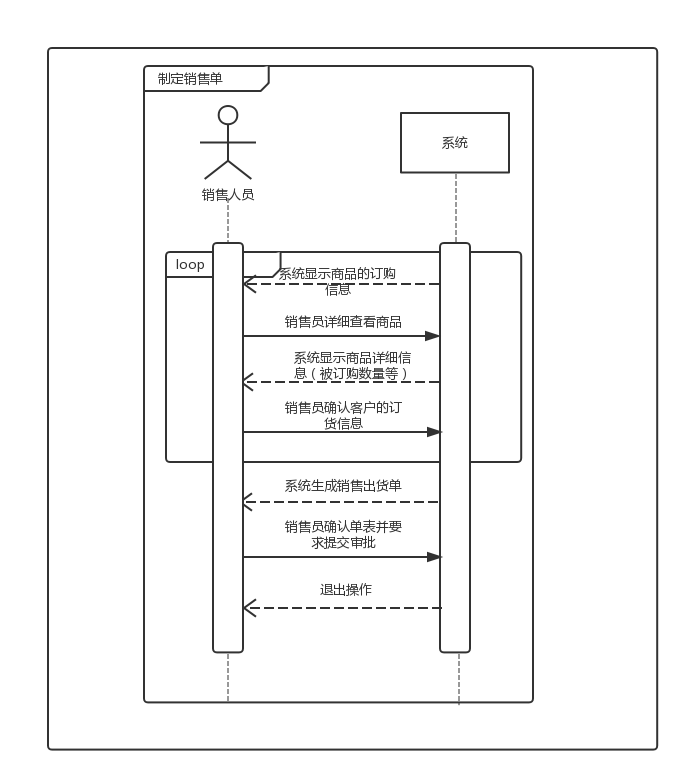 制定销售单
系统
销售人员
loop
系统显示商品的订购
信息
销售员详细查看商品
系统显示商品详细信
息（被订购数量等）
销售员确认客户的订
货信息
系统生成销售出货单
销售员确认单表并要
求提交审批
退出操作